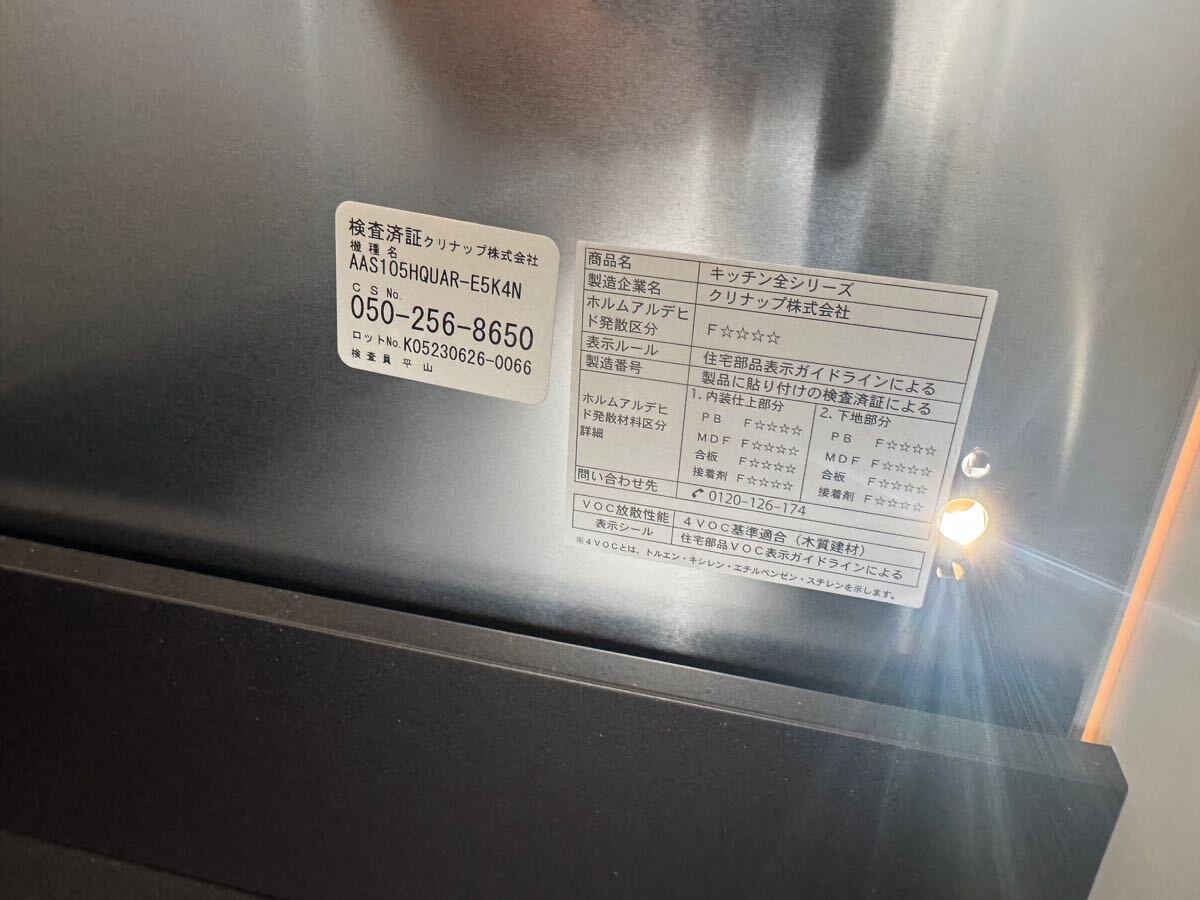 検査済証 クリナップ株式会社
機種名
AAS105HQUAR-E5K4N
CS No.
050-256-8650
ロットNo. K05230626-0066
検査員 平山
商品名 キッチン全シリーズ
製造企業名 クリナップ株式会社
ホルムアルデヒド発散区分 F☆☆☆☆
表示ルール 住宅部品表示ガイドラインによる
製造番号 製品に貼り付けの検査済証による
ホルムアルデヒド発散材料区分詳細
1. 内装仕上部分
PB F☆☆☆☆
MDF F☆☆☆☆
合板 F☆☆☆☆
接着剤 F☆☆☆☆
2. 下地部分
PB F☆☆☆☆
MDF F☆☆☆☆
合板 F☆☆☆☆
接着剤 F☆☆☆☆
問い合わせ先 0120-126-174
VOC放散性能 4VOC基準適合（木質建材）
表示シール 住宅部品VOC表示ガイドラインによる
※4VOCとは、トルエン・キシレン・エチルベンゼン・スチレンを示します。